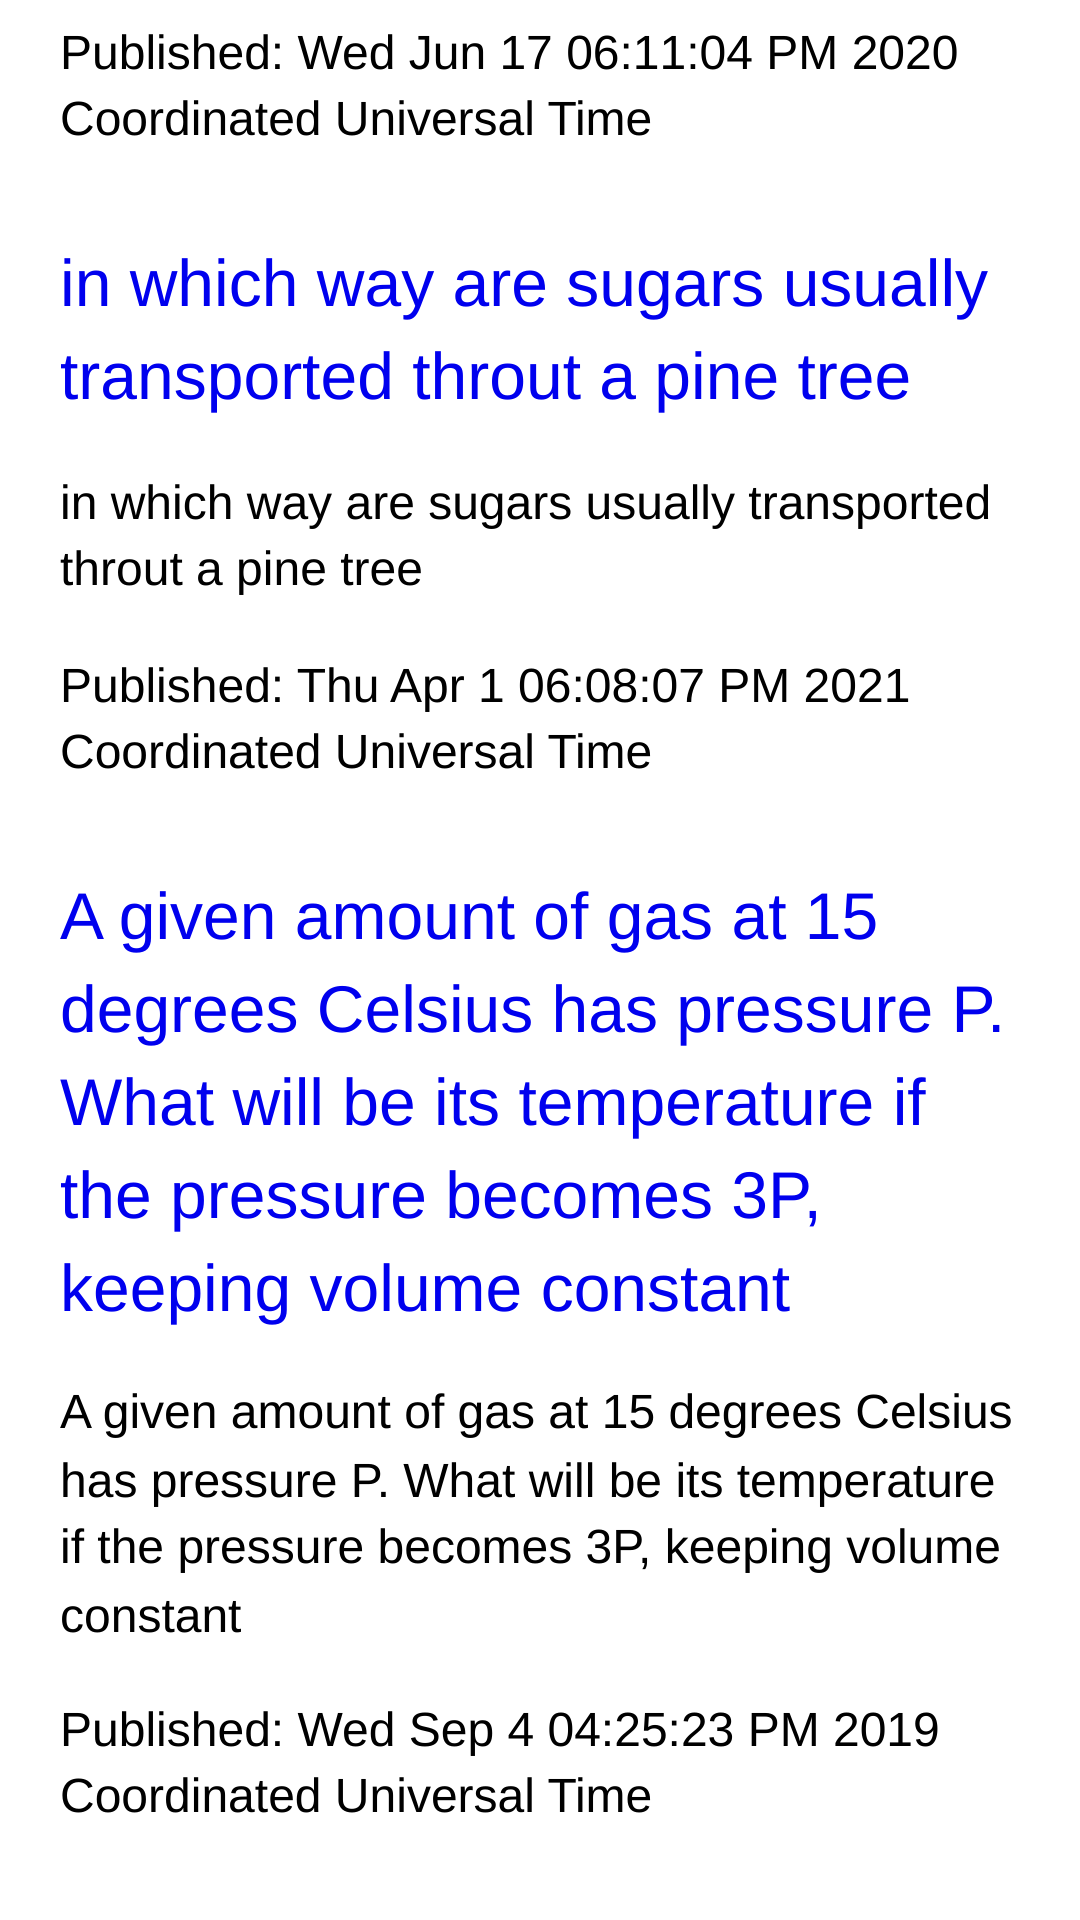 Published: Wed Jun 17 06:11:04 PM 2020
Coordinated Universal Time
in which way are sugars usually
transported throut a pine tree
in which way are sugars usually transported
throut a pine tree
Published: Thu Apr 1 06:08:07 PM 2021
Coordinated Universal Time
A given amount of gas at 15
degrees Celsius has pressure P.
What will be its temperature if
the pressure becomes 3P,
keeping volume constant
A given amount of gas at 15 degrees Celsius
has pressure P. What will be its temperature
if the pressure becomes 3P, keeping volume
constant
Published: Wed Sep 4 04:25:23 PM 2019
Coordinated Universal Time